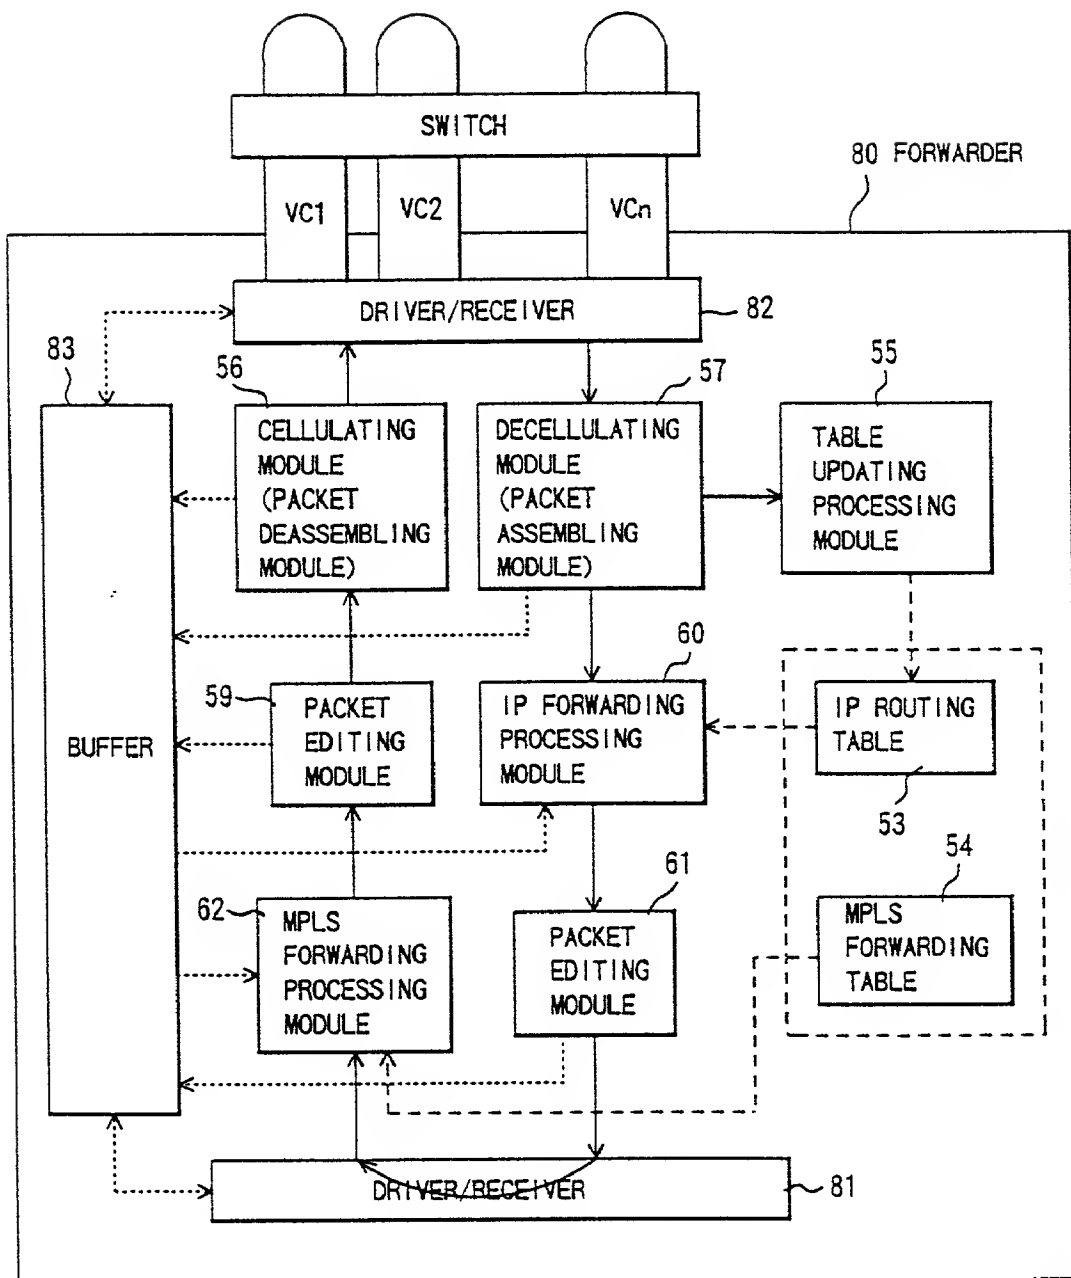 SWITCH
80 FORWARDER
VC1
VC2
VCn
DRIVER/RECEIVER
82
83
56
57
55
CELLULATING
MODULE
(PACKET
DEASSEMBLING
MODULE)
DECELLULATING
MODULE
(PACKET
ASSEMBLING
MODULE)
TABLE
UPDATING
PROCESSING
MODULE
BUFFER
59
PACKET
EDITING
MODULE
60
IP FORWARDING
PROCESSING
MODULE
IP ROUTING
TABLE
53
62
MPLS
FORWARDING
PROCESSING
MODULE
61
PACKET
EDITING
MODULE
54
MPLS
FORWARDING
TABLE
DRIVER/RECEIVER
81